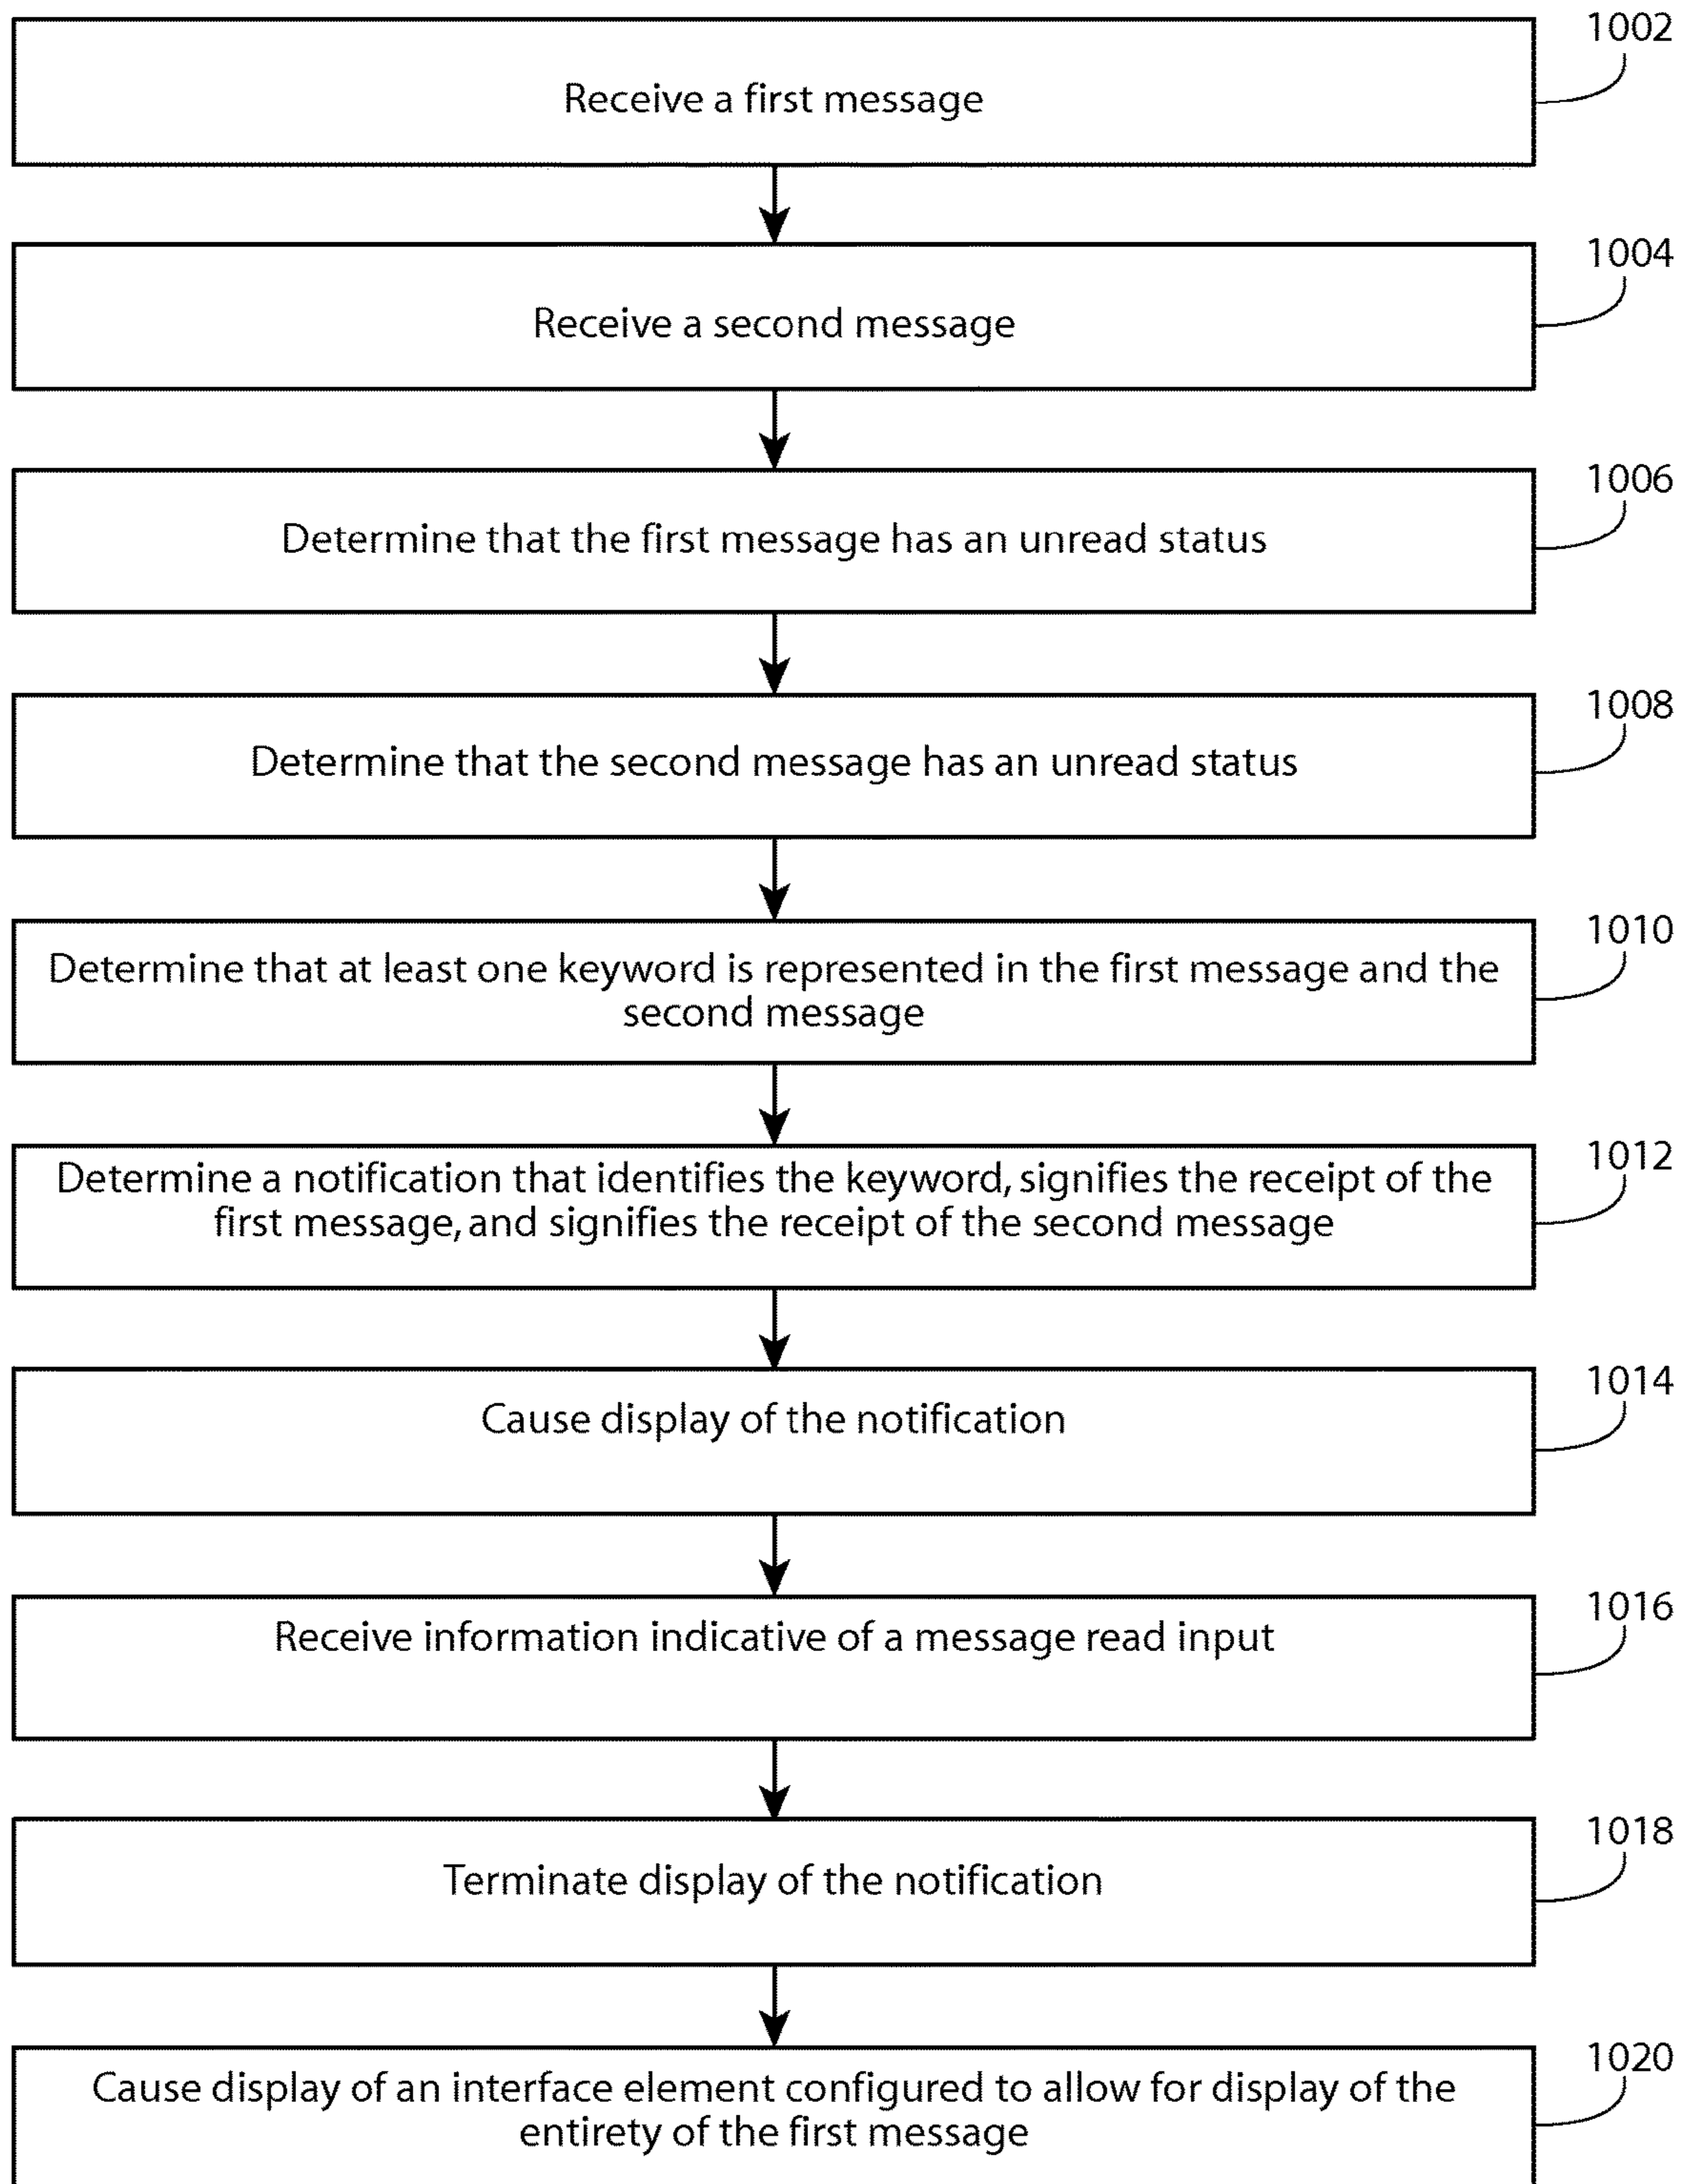 1002
Receive a first message
1004
Receive a second message
1006
Determine that the first message has an unread status
1008
Determine that the second message has an unread status
1010
Determine that at least one keyword is represented in the first message and the
second message
1012
Determine a notification that identifies the keyword, signifies the receipt of the
first message, and signifies the receipt of the second message
1014
Cause display of the notification
1016
Receive information indicative of a message read input
1018
Terminate display of the notification
1020
Cause display of an interface element configured to allow for display of the
entirety of the first message